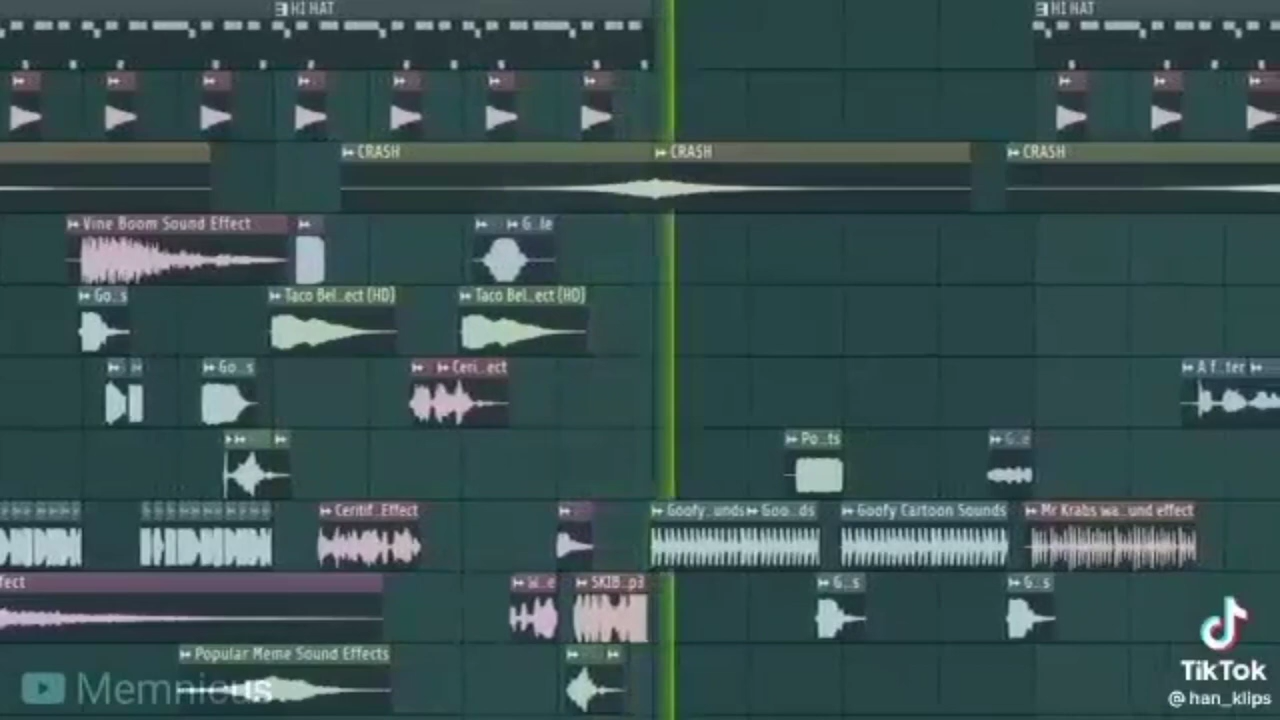 HI HAT
HI HAT
CRASH
CRASH
CRASH
Vine Boom Sound Effect
G..le
Go..s
Taco Bel..ect (HD)
Taco Bel..ect (HD)
Go..s
Ceri..ect
A f..ter
Po..ts
G..e
Ceritif..Effect
Goofy..unds
Goo..ds
Goofy Cartoon Sounds
Mr Krabs wa..und effect
fect
W..e
SKIB..p3
G..s
G..s
Popular Meme Sound Effects
Memnicus
TikTok
@han_klips